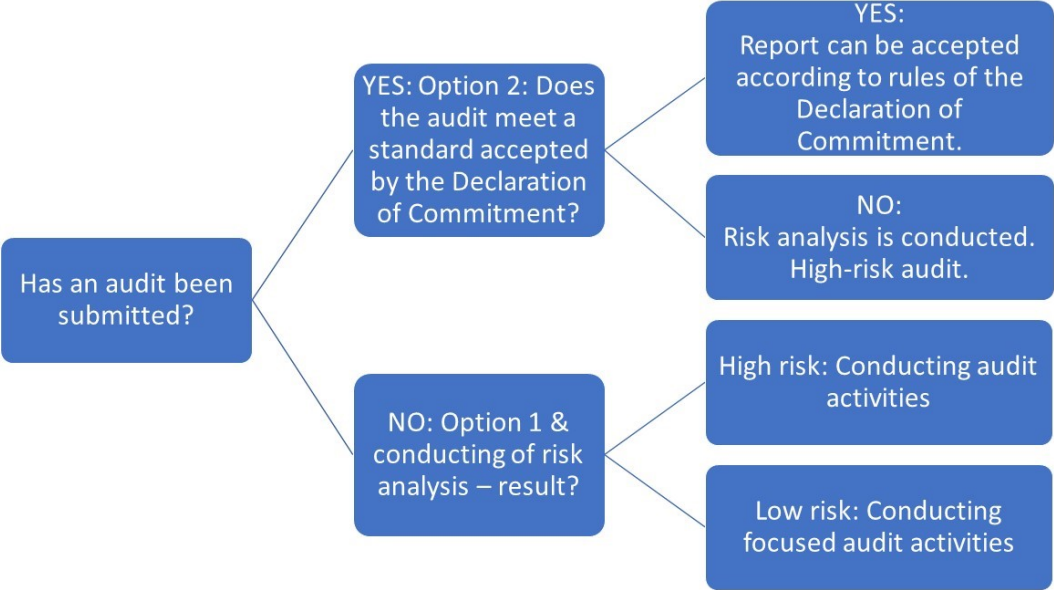 Has an audit been
submitted?
YES: Option 2: Does
the audit meet a
standard accepted
by the Declaration
of Commitment?
NO: Option 1 &
conducting of risk
analysis – result?
YES:
Report can be accepted
according to rules of the
Declaration of
Commitment.
NO:
Risk analysis is conducted.
High-risk audit.
High risk: Conducting audit
activities
Low risk: Conducting
focused audit activities